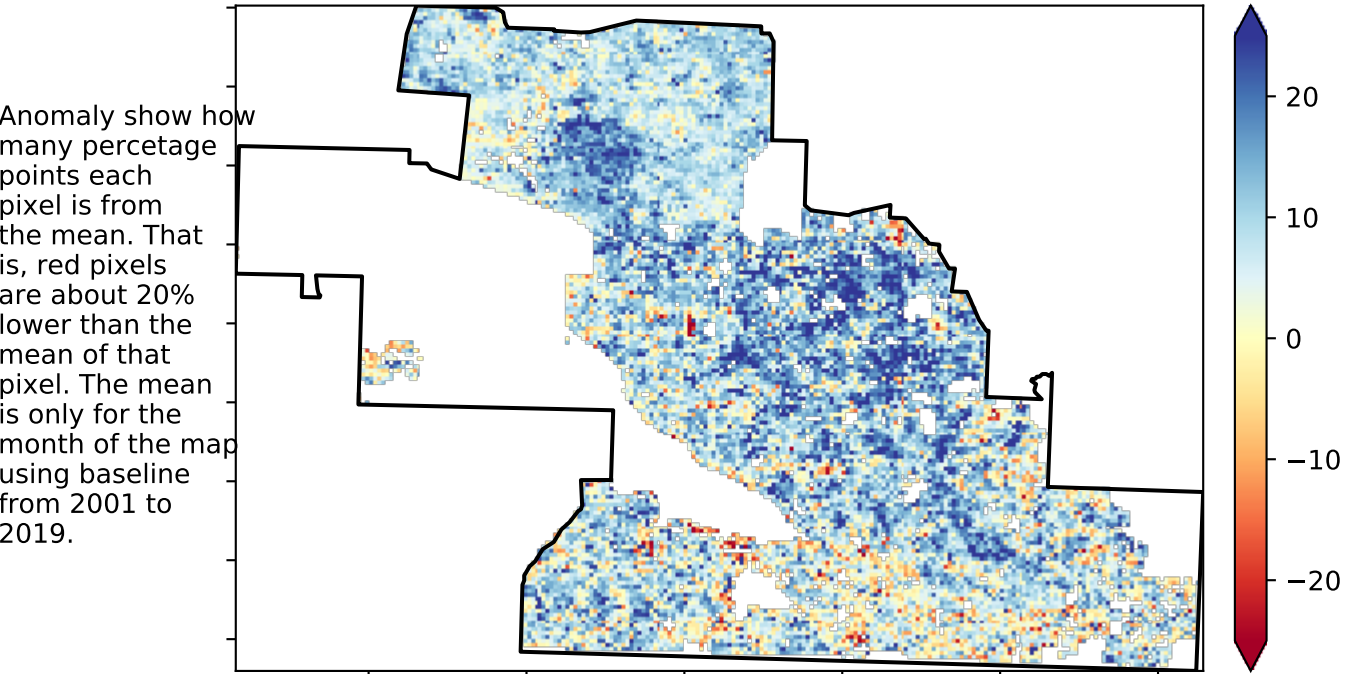 Anomaly show how
many percetage
points each
pixel is from
the mean. That
is, red pixels
are about 20%
lower than the
mean of that
pixel. The mean
is only for the
month of the map
using baseline
from 2001 to
2019.
20
10
0
−10
−20